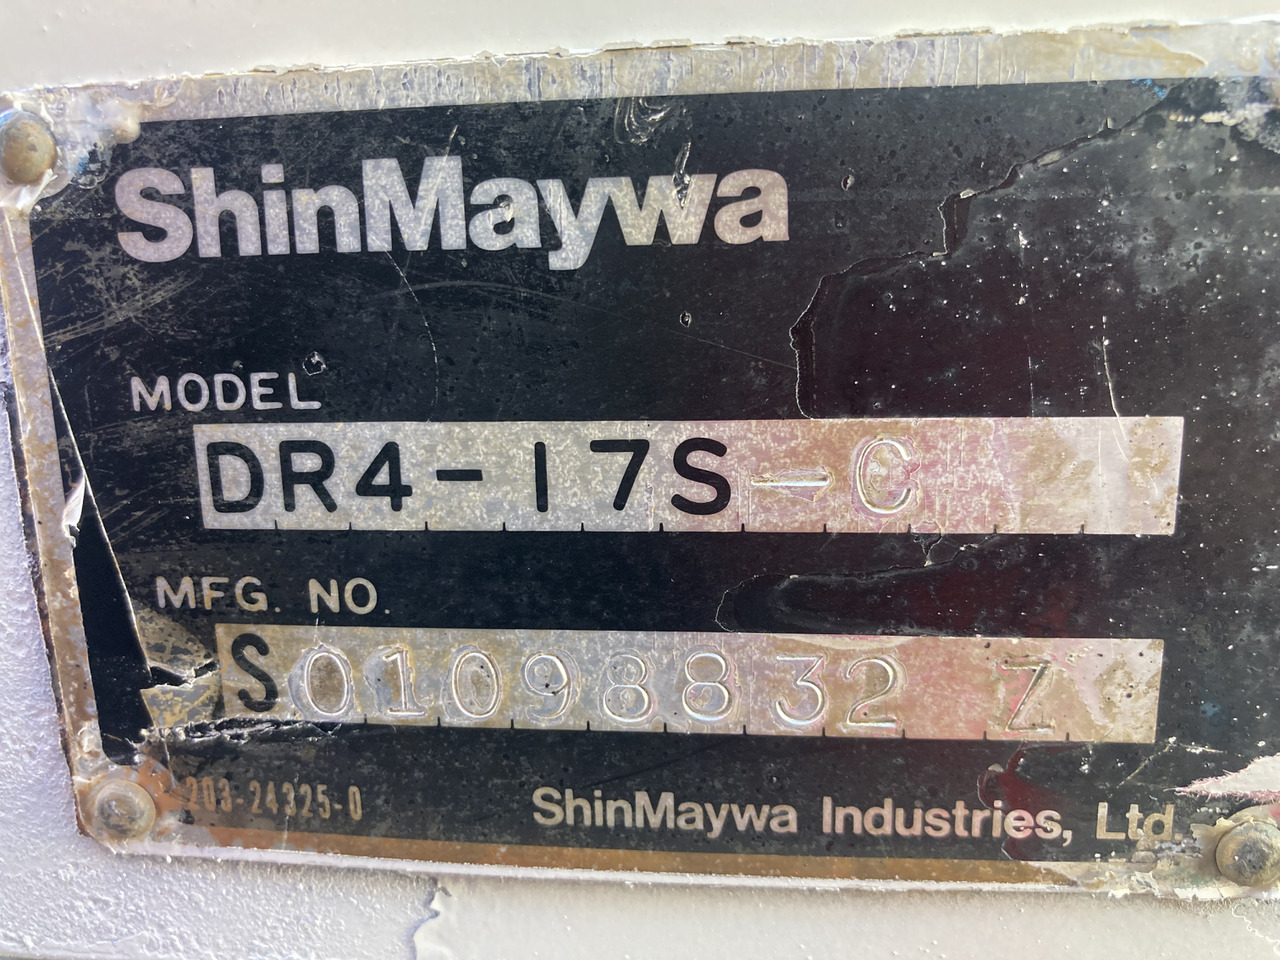 ShinMaywa
MODEL
DR4-17S-C
MFG. NO.
S01098832 Z
203-24325-0
ShinMaywa Industries, Ltd.